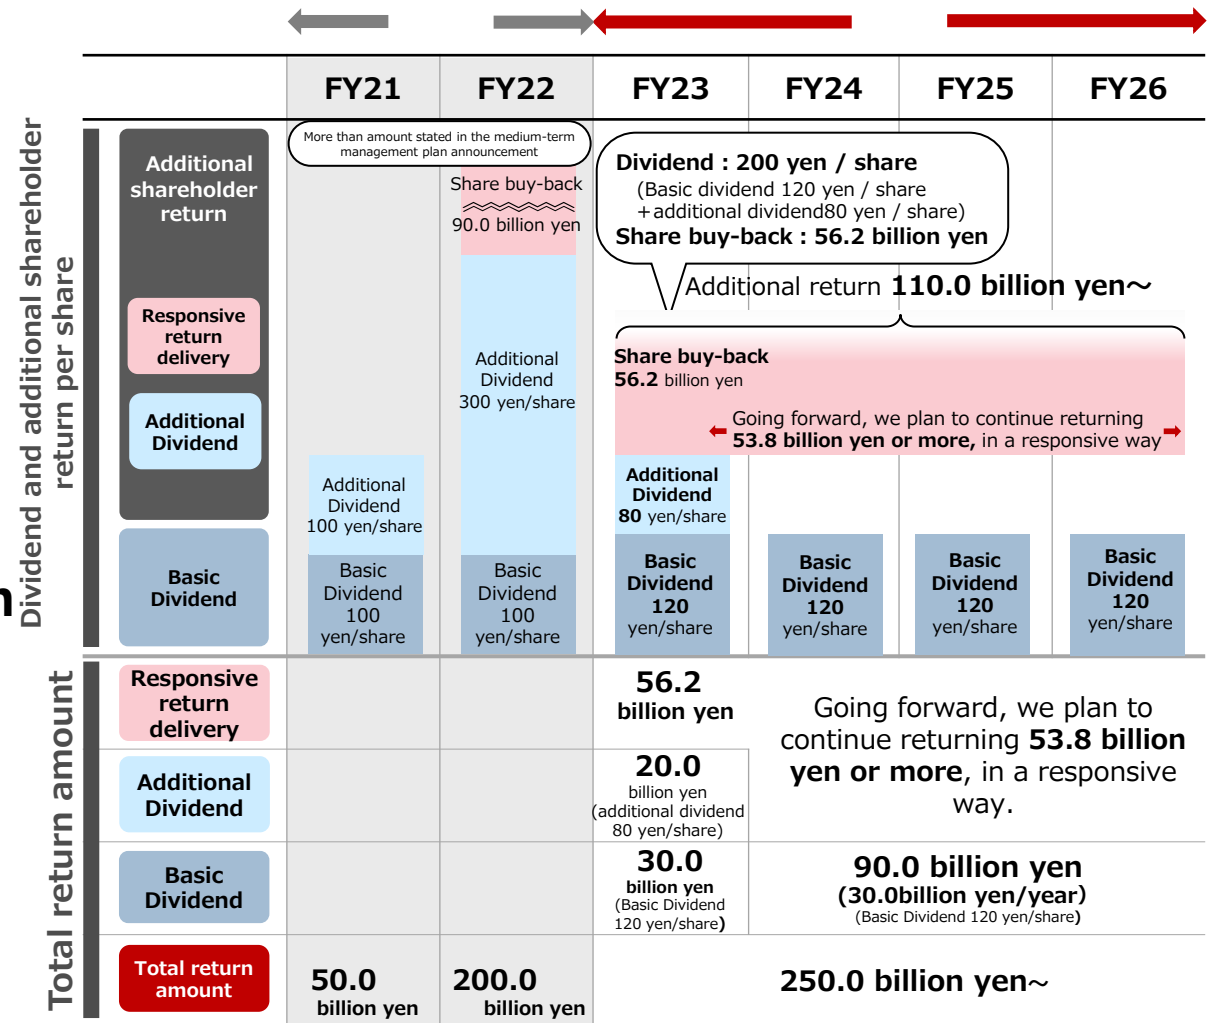 FY21 FY22 FY23 FY24 FY25 FY26
Dividend and additional shareholder
return per share
Additional
shareholder
return
Responsive
return
delivery
Additional
Dividend
Basic
Dividend
More than amount stated in the medium-term
management plan announcement
Share buy-back
90.0 billion yen
Additional
Dividend
300 yen/share
Additional
Dividend
100 yen/share
Basic
Dividend
100
yen/share
Basic
Dividend
100
yen/share
Dividend : 200 yen / share
(Basic dividend 120 yen / share
+additional dividend80 yen / share)
Share buy-back : 56.2 billion yen
Additional return 110.0 billion yen~
Share buy-back
56.2 billion yen
Going forward, we plan to continue returning
53.8 billion yen or more, in a responsive way
Additional
Dividend
80 yen/share
Basic
Dividend
120
yen/share
Basic
Dividend
120
yen/share
Basic
Dividend
120
yen/share
Basic
Dividend
120
yen/share
Total return amount
Responsive
return
delivery
56.2
billion yen
Going forward, we plan to
continue returning 53.8 billion
yen or more, in a responsive
way.
Additional
Dividend
20.0
billion yen
(additional dividend
80 yen/share)
Basic
Dividend
30.0
billion yen
(Basic Dividend
120 yen/share)
90.0 billion yen
(30.0billion yen/year)
(Basic Dividend 120 yen/share)
Total return
amount
50.0
billion yen
200.0
billion yen
250.0 billion yen~